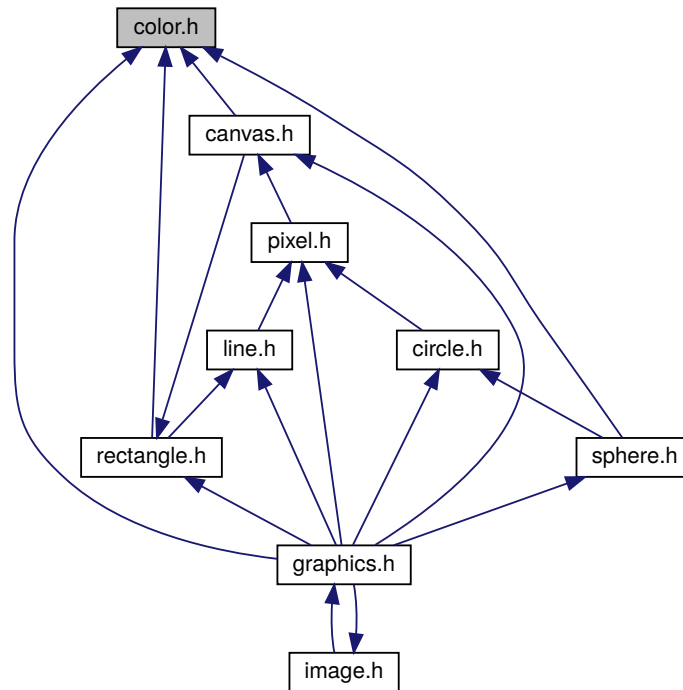 color.h
canvas.h
pixel.h
line.h
circle.h
rectangle.h
sphere.h
graphics.h
image.h